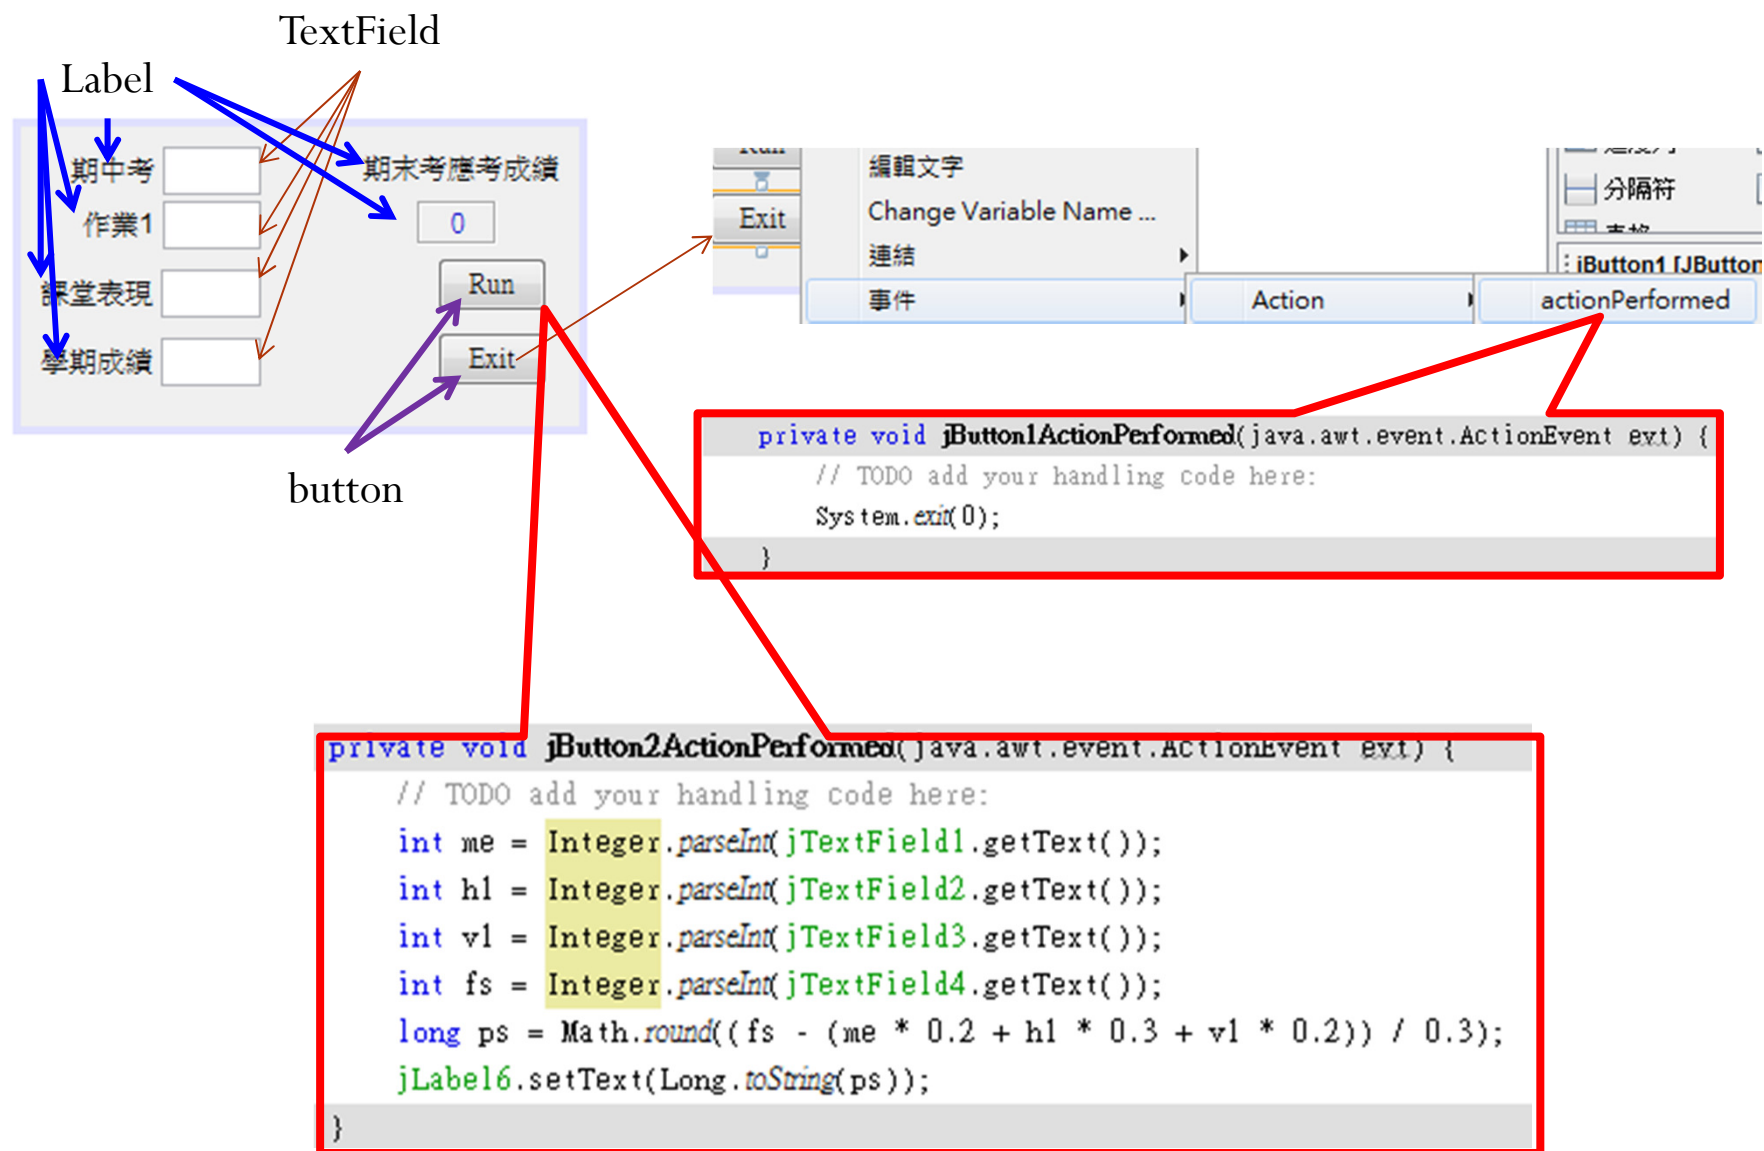 TextField
Label
期中考
期末考應考成績
作業1
0
課堂表現
Run
學期成績
Exit
button
編輯文字
Exit
Change Variable Name ...
連結
事件
Action
actionPerformed
分隔符
jButton1 [JButton
private void jButton1ActionPerformed(java.awt.event.ActionEvent evt) {
// TODO add your handling code here:
System.exit(0);
}
private void jButton2ActionPerformed(java.awt.event.ActionEvent evt) {
// TODO add your handling code here:
int me = Integer.parseInt(jTextField1.getText());
int h1 = Integer.parseInt(jTextField2.getText());
int v1 = Integer.parseInt(jTextField3.getText());
int fs = Integer.parseInt(jTextField4.getText());
long ps = Math.round((fs - (me * 0.2 + h1 * 0.3 + v1 * 0.2)) / 0.3);
jLabel6.setText(Long.toString(ps));
}